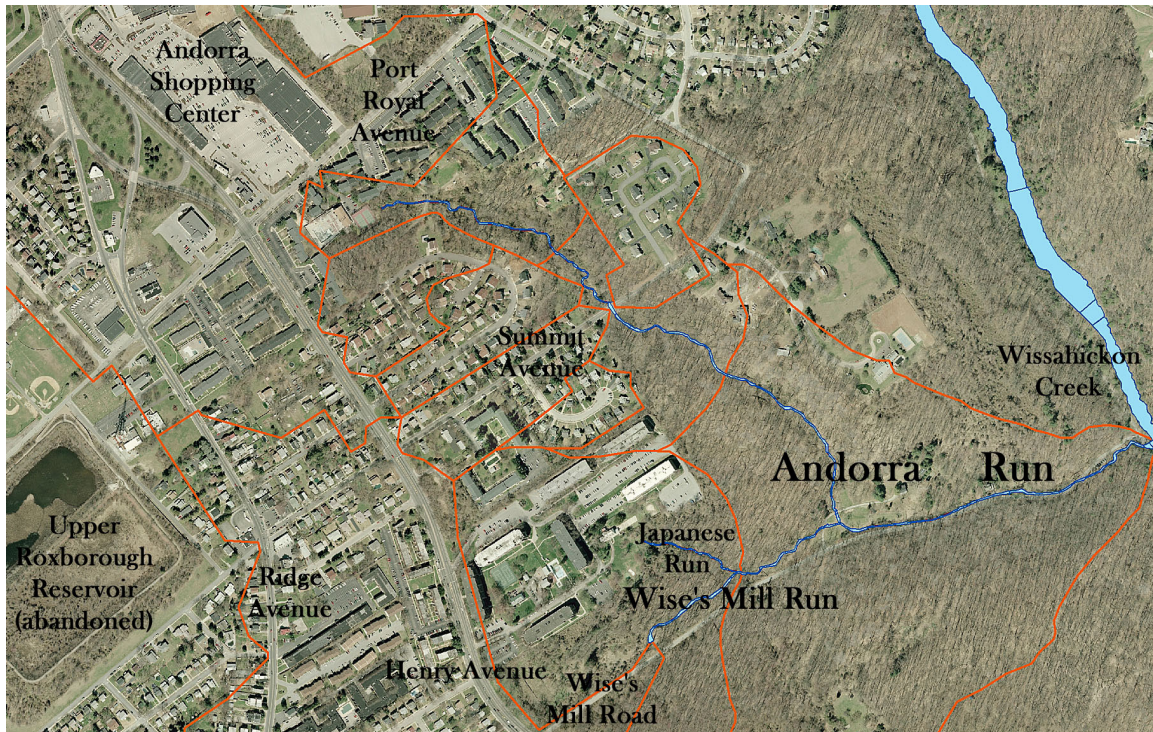 Andorra
Shopping
Center
Port
Royal
Avenue
Summit
Avenue
Wissahickon
Creek
Andorra Run
Japanese
Run
Wise's Mill Run
Upper
Roxborough
Reservoir
(abandoned)
Ridge
Avenue
Henry Avenue
Wise's
Mill Road